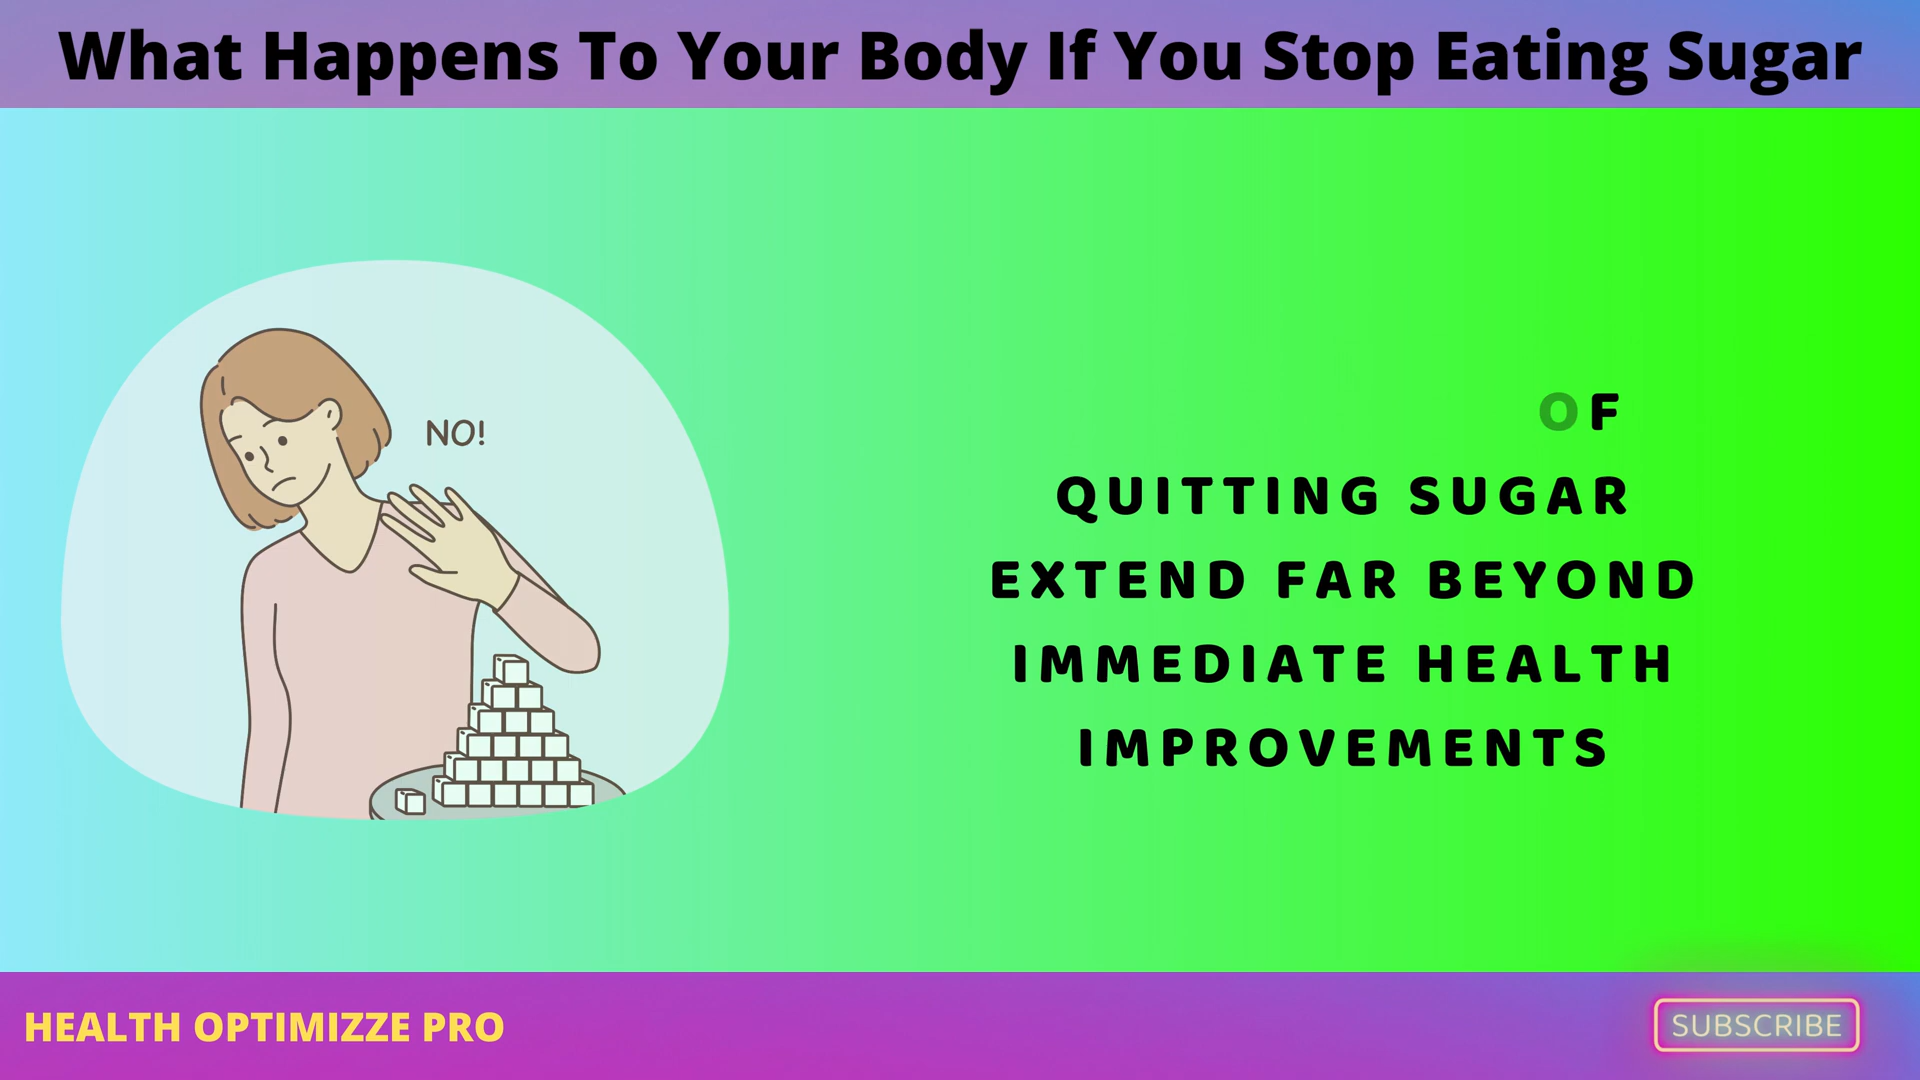 What Happens To Your Body If You Stop Eating Sugar
NO!
OF
QUITTING SUGAR
EXTEND FAR BEYOND
IMMEDIATE HEALTH
IMPROVEMENTS
HEALTH OPTIMIZZE PRO
SUBSCRIBE